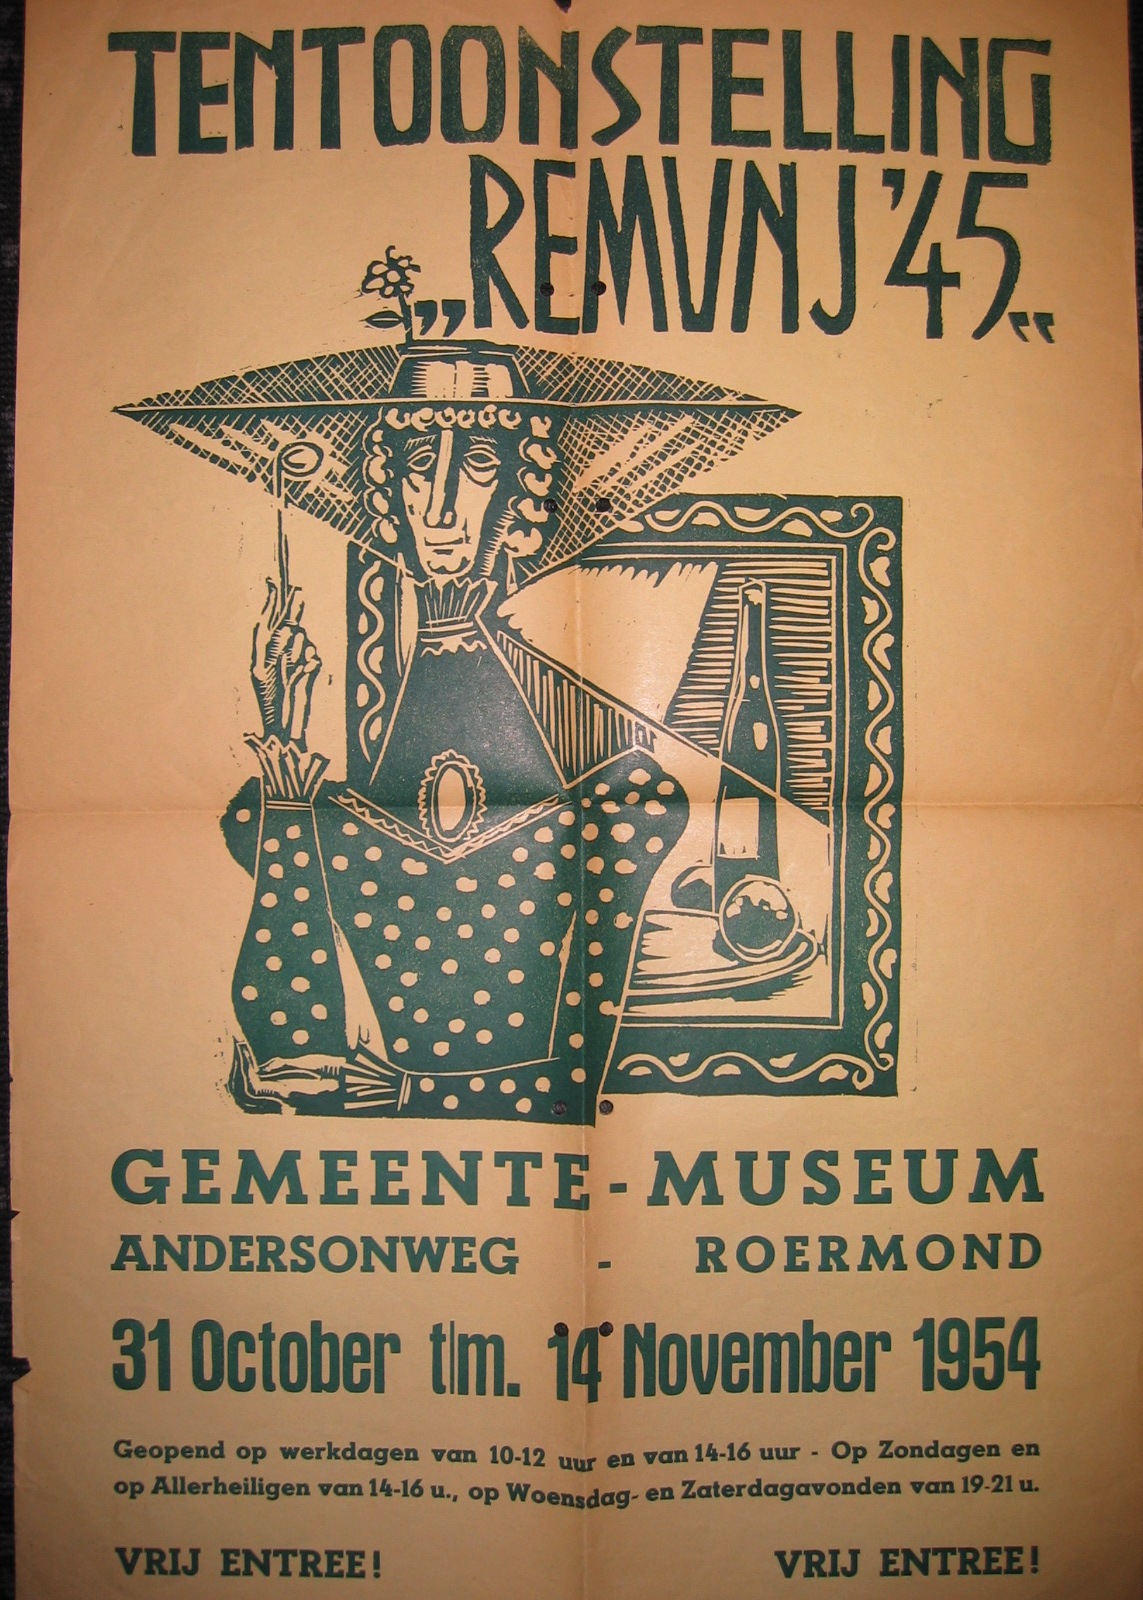 TENTOONSTELLING
„REMUNJ '45„
GEMEENTE - MUSEUM
ANDERSONWEG - ROERMOND
31 October t/m. 14 November 1954
Geopend op werkdagen van 10-12 uur en van 14-16 uur - Op Zondagen en
op Allerheiligen van 14-16 u., op Woensdag- en Zaterdagavonden van 19-21 u.
VRIJ ENTREE! VRIJ ENTREE!